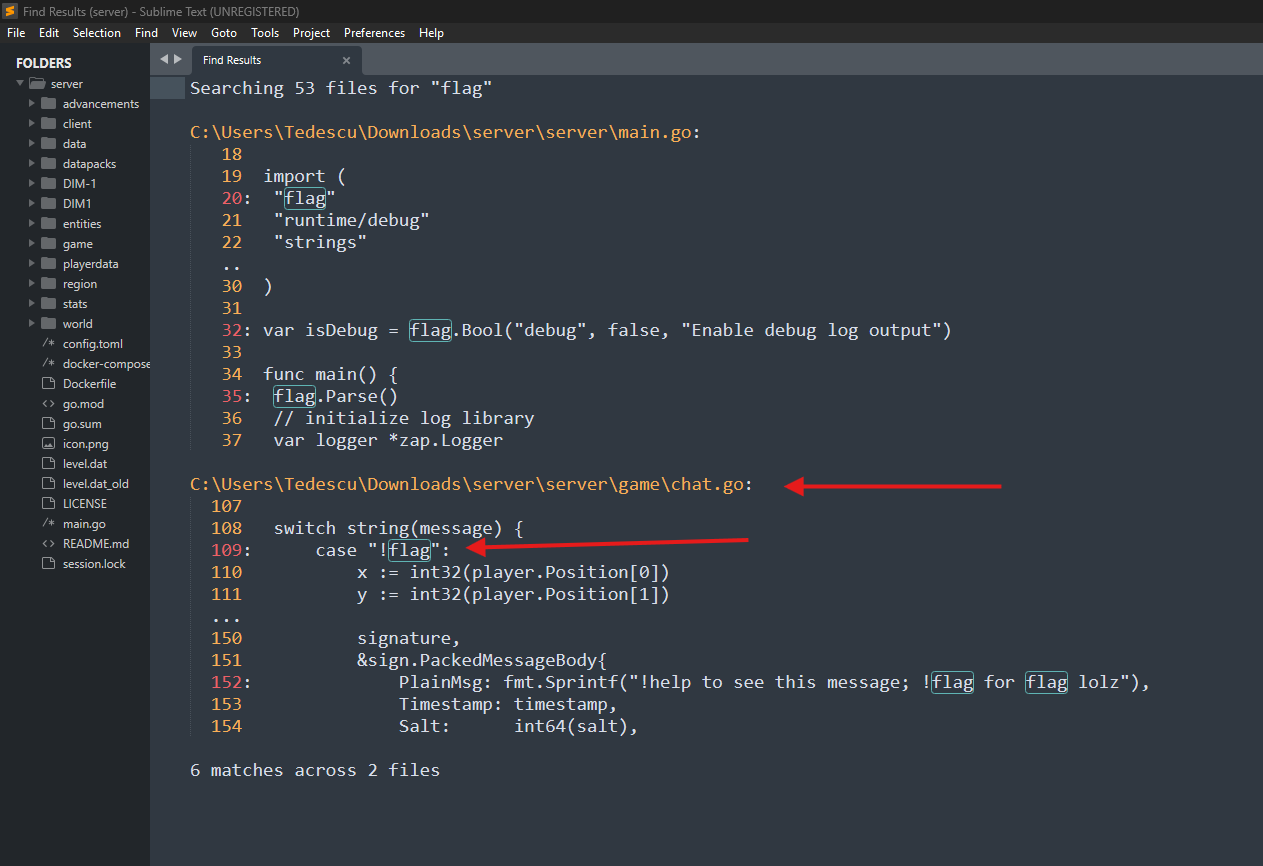 Find Results (server) - Sublime Text (UNREGISTERED)
File Edit Selection Find View Goto Tools Project Preferences Help
FOLDERS
server
advancements
client
data
datapacks
DIM-1
DIM1
entities
game
playerdata
region
stats
world
/* config.toml
/* docker-compose
Dockerfile
<> go.mod
go.sum
icon.png
level.dat
level.dat_old
LICENSE
/* main.go
<> README.md
session.lock
Find Results ×
Searching 53 files for "flag"
C:\Users\Tedescu\Downloads\server\server\main.go:
18
19 import (
20: "flag"
21 "runtime/debug"
22 "strings"
..
30 )
31
32: var isDebug = flag.Bool("debug", false, "Enable debug log output")
33
34 func main() {
35: flag.Parse()
36 // initialize log library
37 var logger *zap.Logger
C:\Users\Tedescu\Downloads\server\server\game\chat.go:
107
108 switch string(message) {
109: case "!flag":
110 x := int32(player.Position[0])
111 y := int32(player.Position[1])
...
150 signature,
151 &sign.PackedMessageBody{
152: PlainMsg: fmt.Sprintf("!help to see this message; !flag for flag lolz"),
153 Timestamp: timestamp,
154 Salt: int64(salt),
6 matches across 2 files